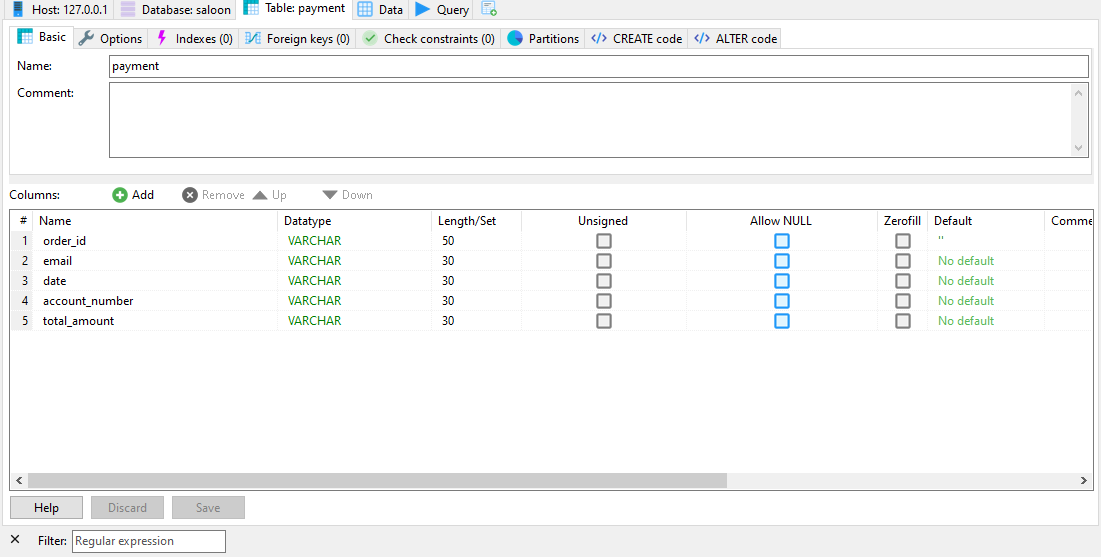 Host: 127.0.0.1 Database: saloon Table: payment Data Query
Basic Options Indexes (0) Foreign keys (0) Check constraints (0) Partitions CREATE code ALTER code
Name: payment
Comment:
Columns: Add Remove Up Down
# Name Datatype Length/Set Unsigned Allow NULL Zerofill Default Comme
1 order_id VARCHAR 50 ''
2 email VARCHAR 30 No default
3 date VARCHAR 30 No default
4 account_number VARCHAR 30 No default
5 total_amount VARCHAR 30 No default
Help Discard Save
Filter: Regular expression